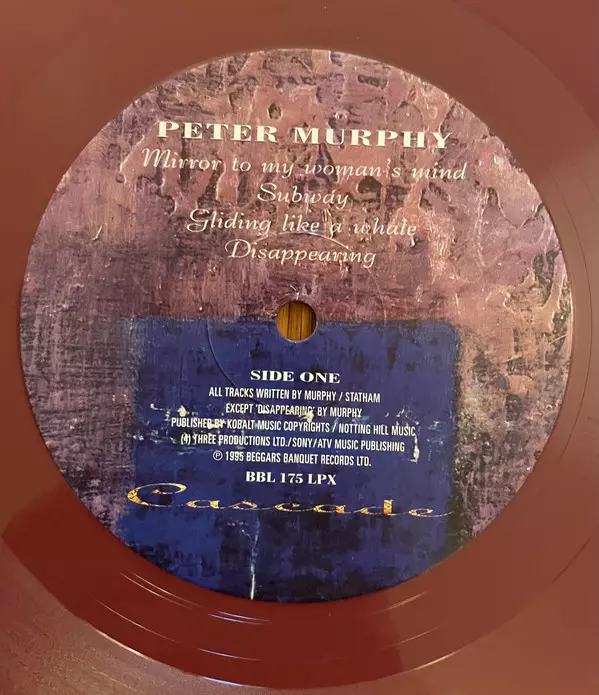 PETER MURPHY
Mirror to my woman's mind
Subway
Gliding like a whale
Disappearing
SIDE ONE
ALL TRACKS WRITTEN BY MURPHY / STATHAM
EXCEPT 'DISAPPEARING' BY MURPHY
PUBLISHED BY KOBALT MUSIC COPYRIGHTS / NOTTING HILL MUSIC
(4) THREE PRODUCTIONS LTD./SONY/ATV MUSIC PUBLISHING
℗ 1995 BEGGARS BANQUET RECORDS LTD.
BBL 175 LPX
Cascade